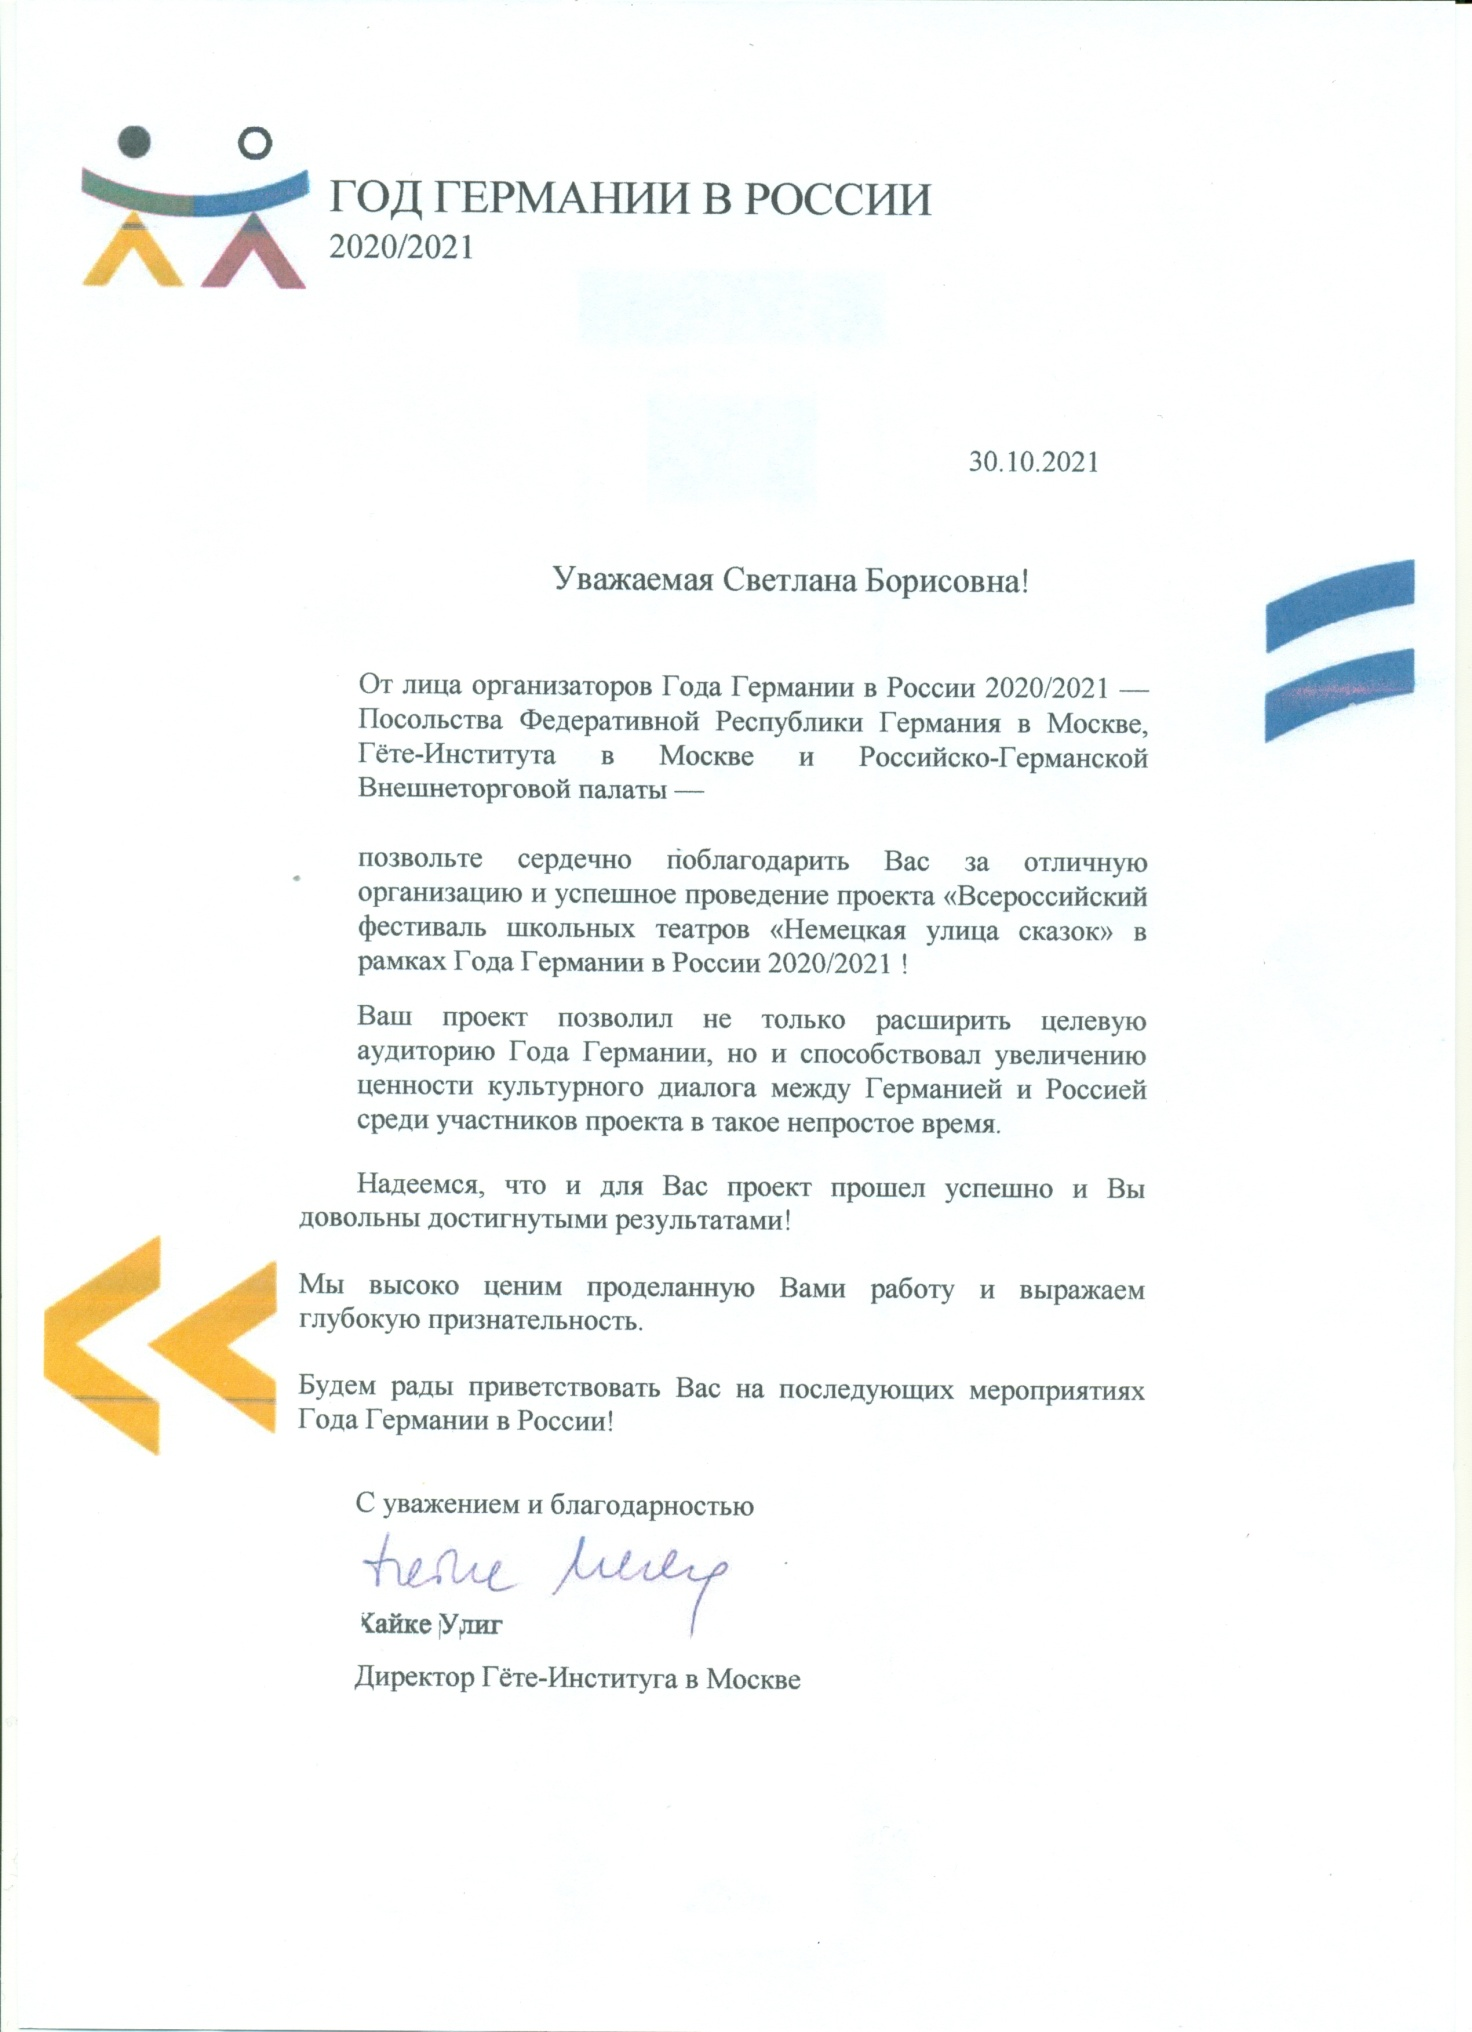 ГОД ГЕРМАНИИ В РОССИИ
2020/2021
30.10.2021
Уважаемая Светлана Борисовна!
От лица организаторов Года Германии в России 2020/2021 —
Посольства Федеративной Республики Германия в Москве,
Гёте-Института в Москве и Российско-Германской
Внешнеторговой палаты —
позвольте сердечно поблагодарить Вас за отличную
организацию и успешное проведение проекта «Всероссийский
фестиваль школьных театров «Немецкая улица сказок» в
рамках Года Германии в России 2020/2021 !
Ваш проект позволил не только расширить целевую
аудиторию Года Германии, но и способствовал увеличению
ценности культурного диалога между Германией и Россией
среди участников проекта в такое непростое время.
Надеемся, что и для Вас проект прошел успешно и Вы
довольны достигнутыми результатами!
Мы высоко ценим проделанную Вами работу и выражаем
глубокую признательность.
Будем рады приветствовать Вас на последующих мероприятиях
Года Германии в России!
С уважением и благодарностью
Хайке Улиг
Директор Гёте-Института в Москве